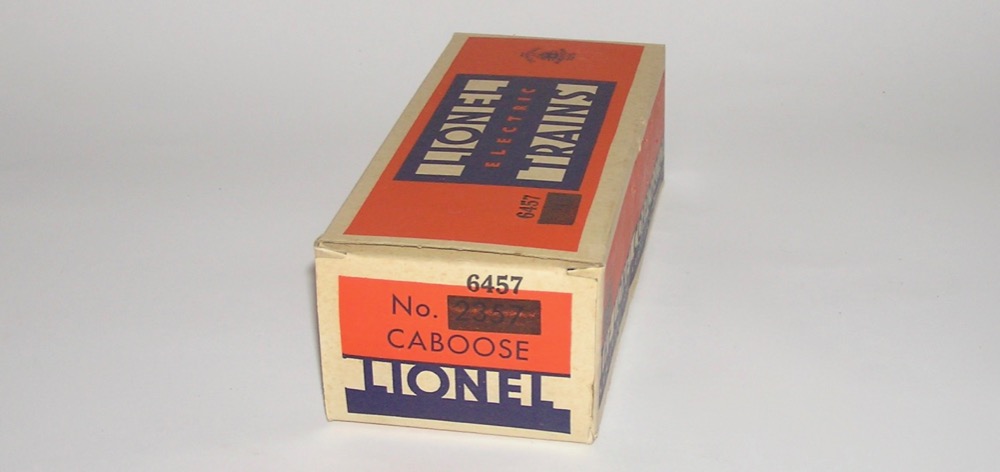 LIONEL
ELECTRIC
TRAINS
6457
6457
No. 2357
CABOOSE
LIONEL